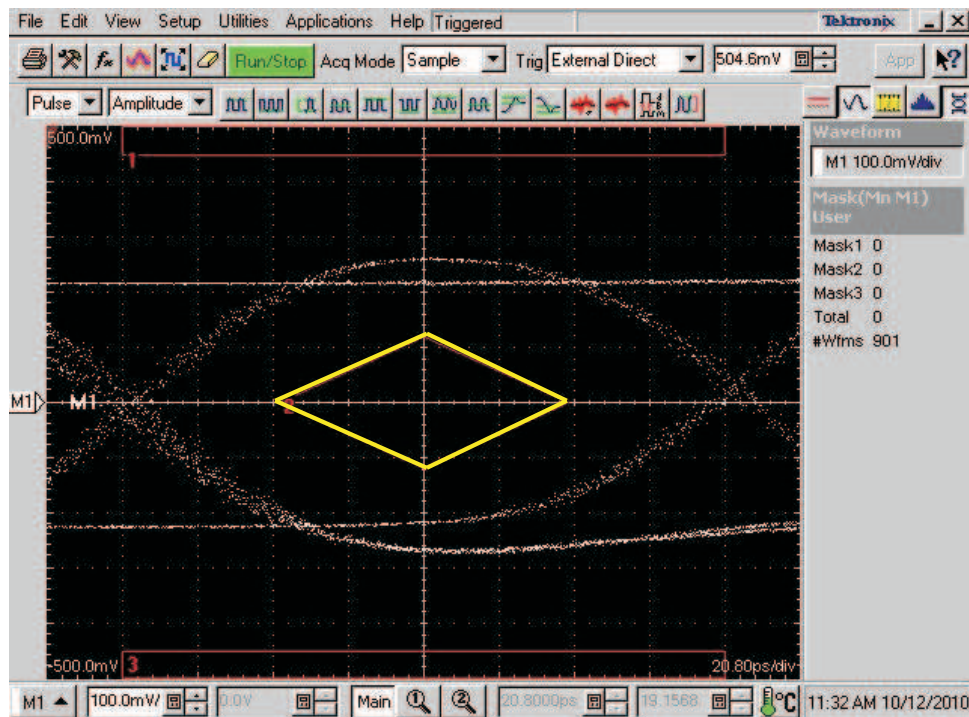 File Edit View Setup Utilities Applications Help Triggered Tektronix
Run/Stop Acq Mode Sample Trig External Direct 504.6mV App
Pulse Amplitude
500.0mV
1
Waveform
M1 100.0mV/div
Mask(Mn M1)
User
Mask1 0
Mask2 0
Mask3 0
Total 0
#Wfms 901
M1 M1 2
-500.0mV 3 20.80ps/div
M1 100.0mV/ 0.0V Main 1 2 20.8000ps 19.1568 °C 11:32 AM 10/12/2010